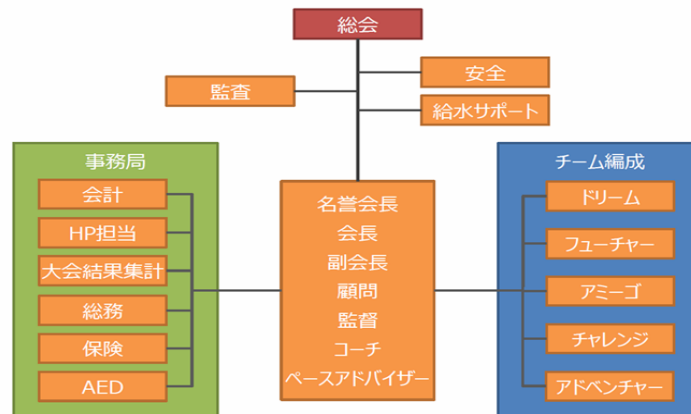 総会
安全
監査
給水サポート
事務局
会計
HP担当
大会結果集計
総務
保険
AED
名誉会長
会長
副会長
顧問
監督
コーチ
ペースアドバイザー
チーム編成
ドリーム
フューチャー
アミーゴ
チャレンジ
アドベンチャー